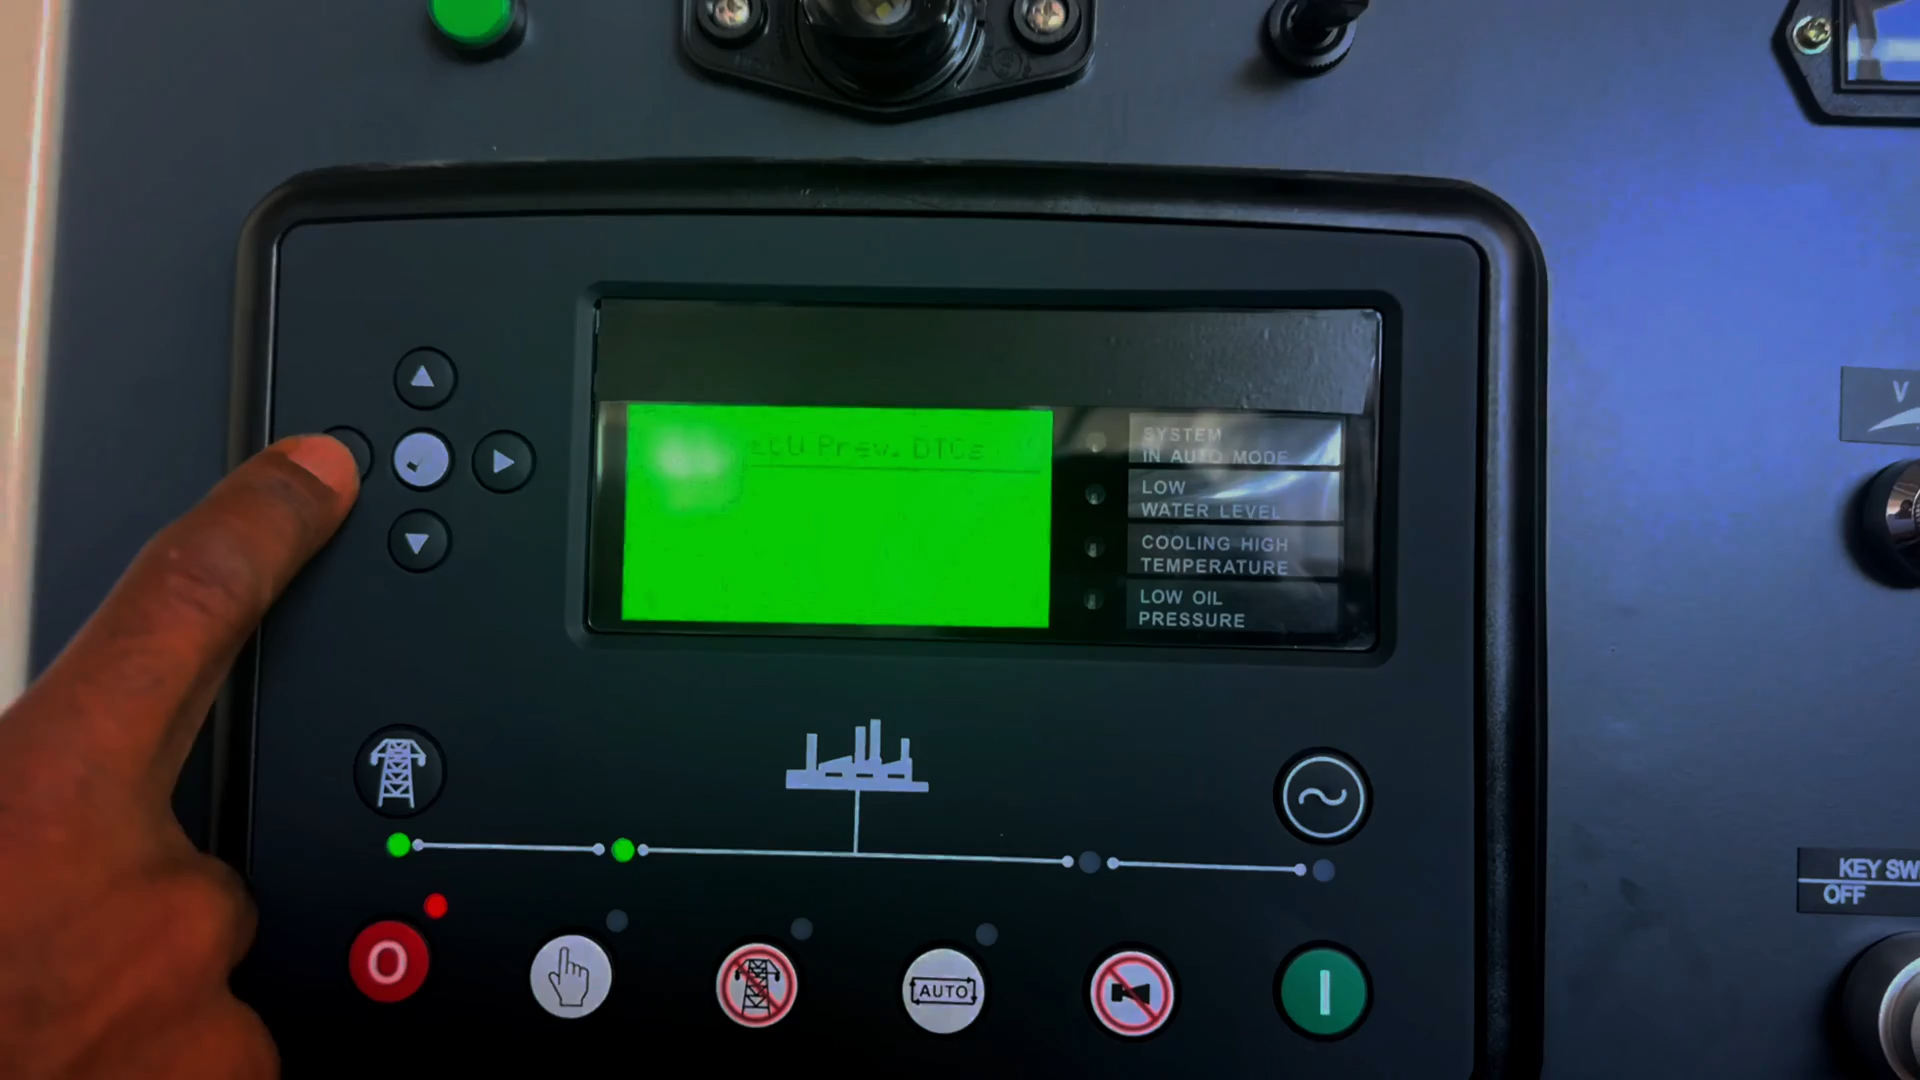 Prev. DTCs
SYSTEM
IN AUTO MODE
LOW
WATER LEVEL
COOLING HIGH
TEMPERATURE
LOW OIL
PRESSURE
V
KEY SW
OFF
O
AUTO
I